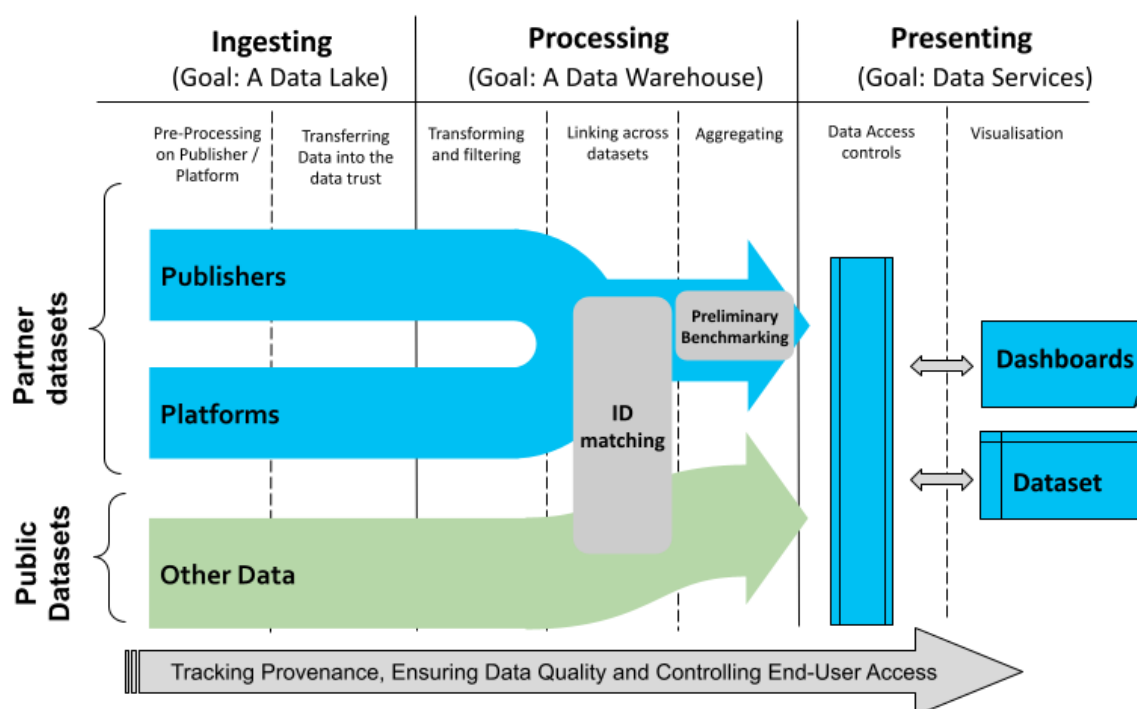 Ingesting
(Goal: A Data Lake)
Processing
(Goal: A Data Warehouse)
Presenting
(Goal: Data Services)
Pre-Processing
on Publisher /
Platform
Transferring
Data into the
data trust
Transforming
and filtering
Linking across
datasets
Aggregating
Data Access
controls
Visualisation
Partner
datasets
Publishers
Platforms
ID
matching
Preliminary
Benchmarking
Dashboards
Dataset
Public
Datasets
Other Data
Tracking Provenance, Ensuring Data Quality and Controlling End-User Access